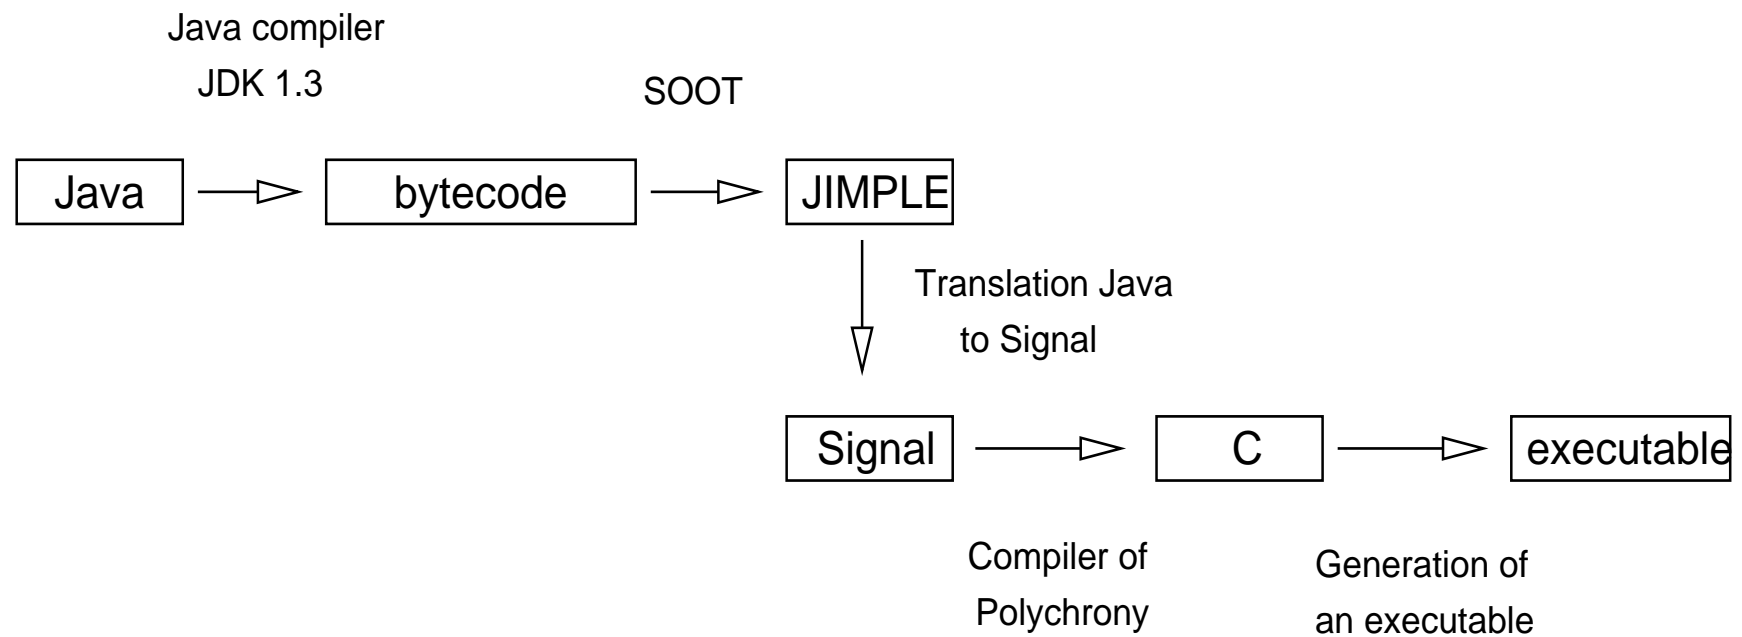 Java compiler
JDK 1.3
SOOT
Java
bytecode
JIMPLE
Translation Java
to Signal
Signal
C
executable
Compiler of
Polychrony
Generation of
an executable